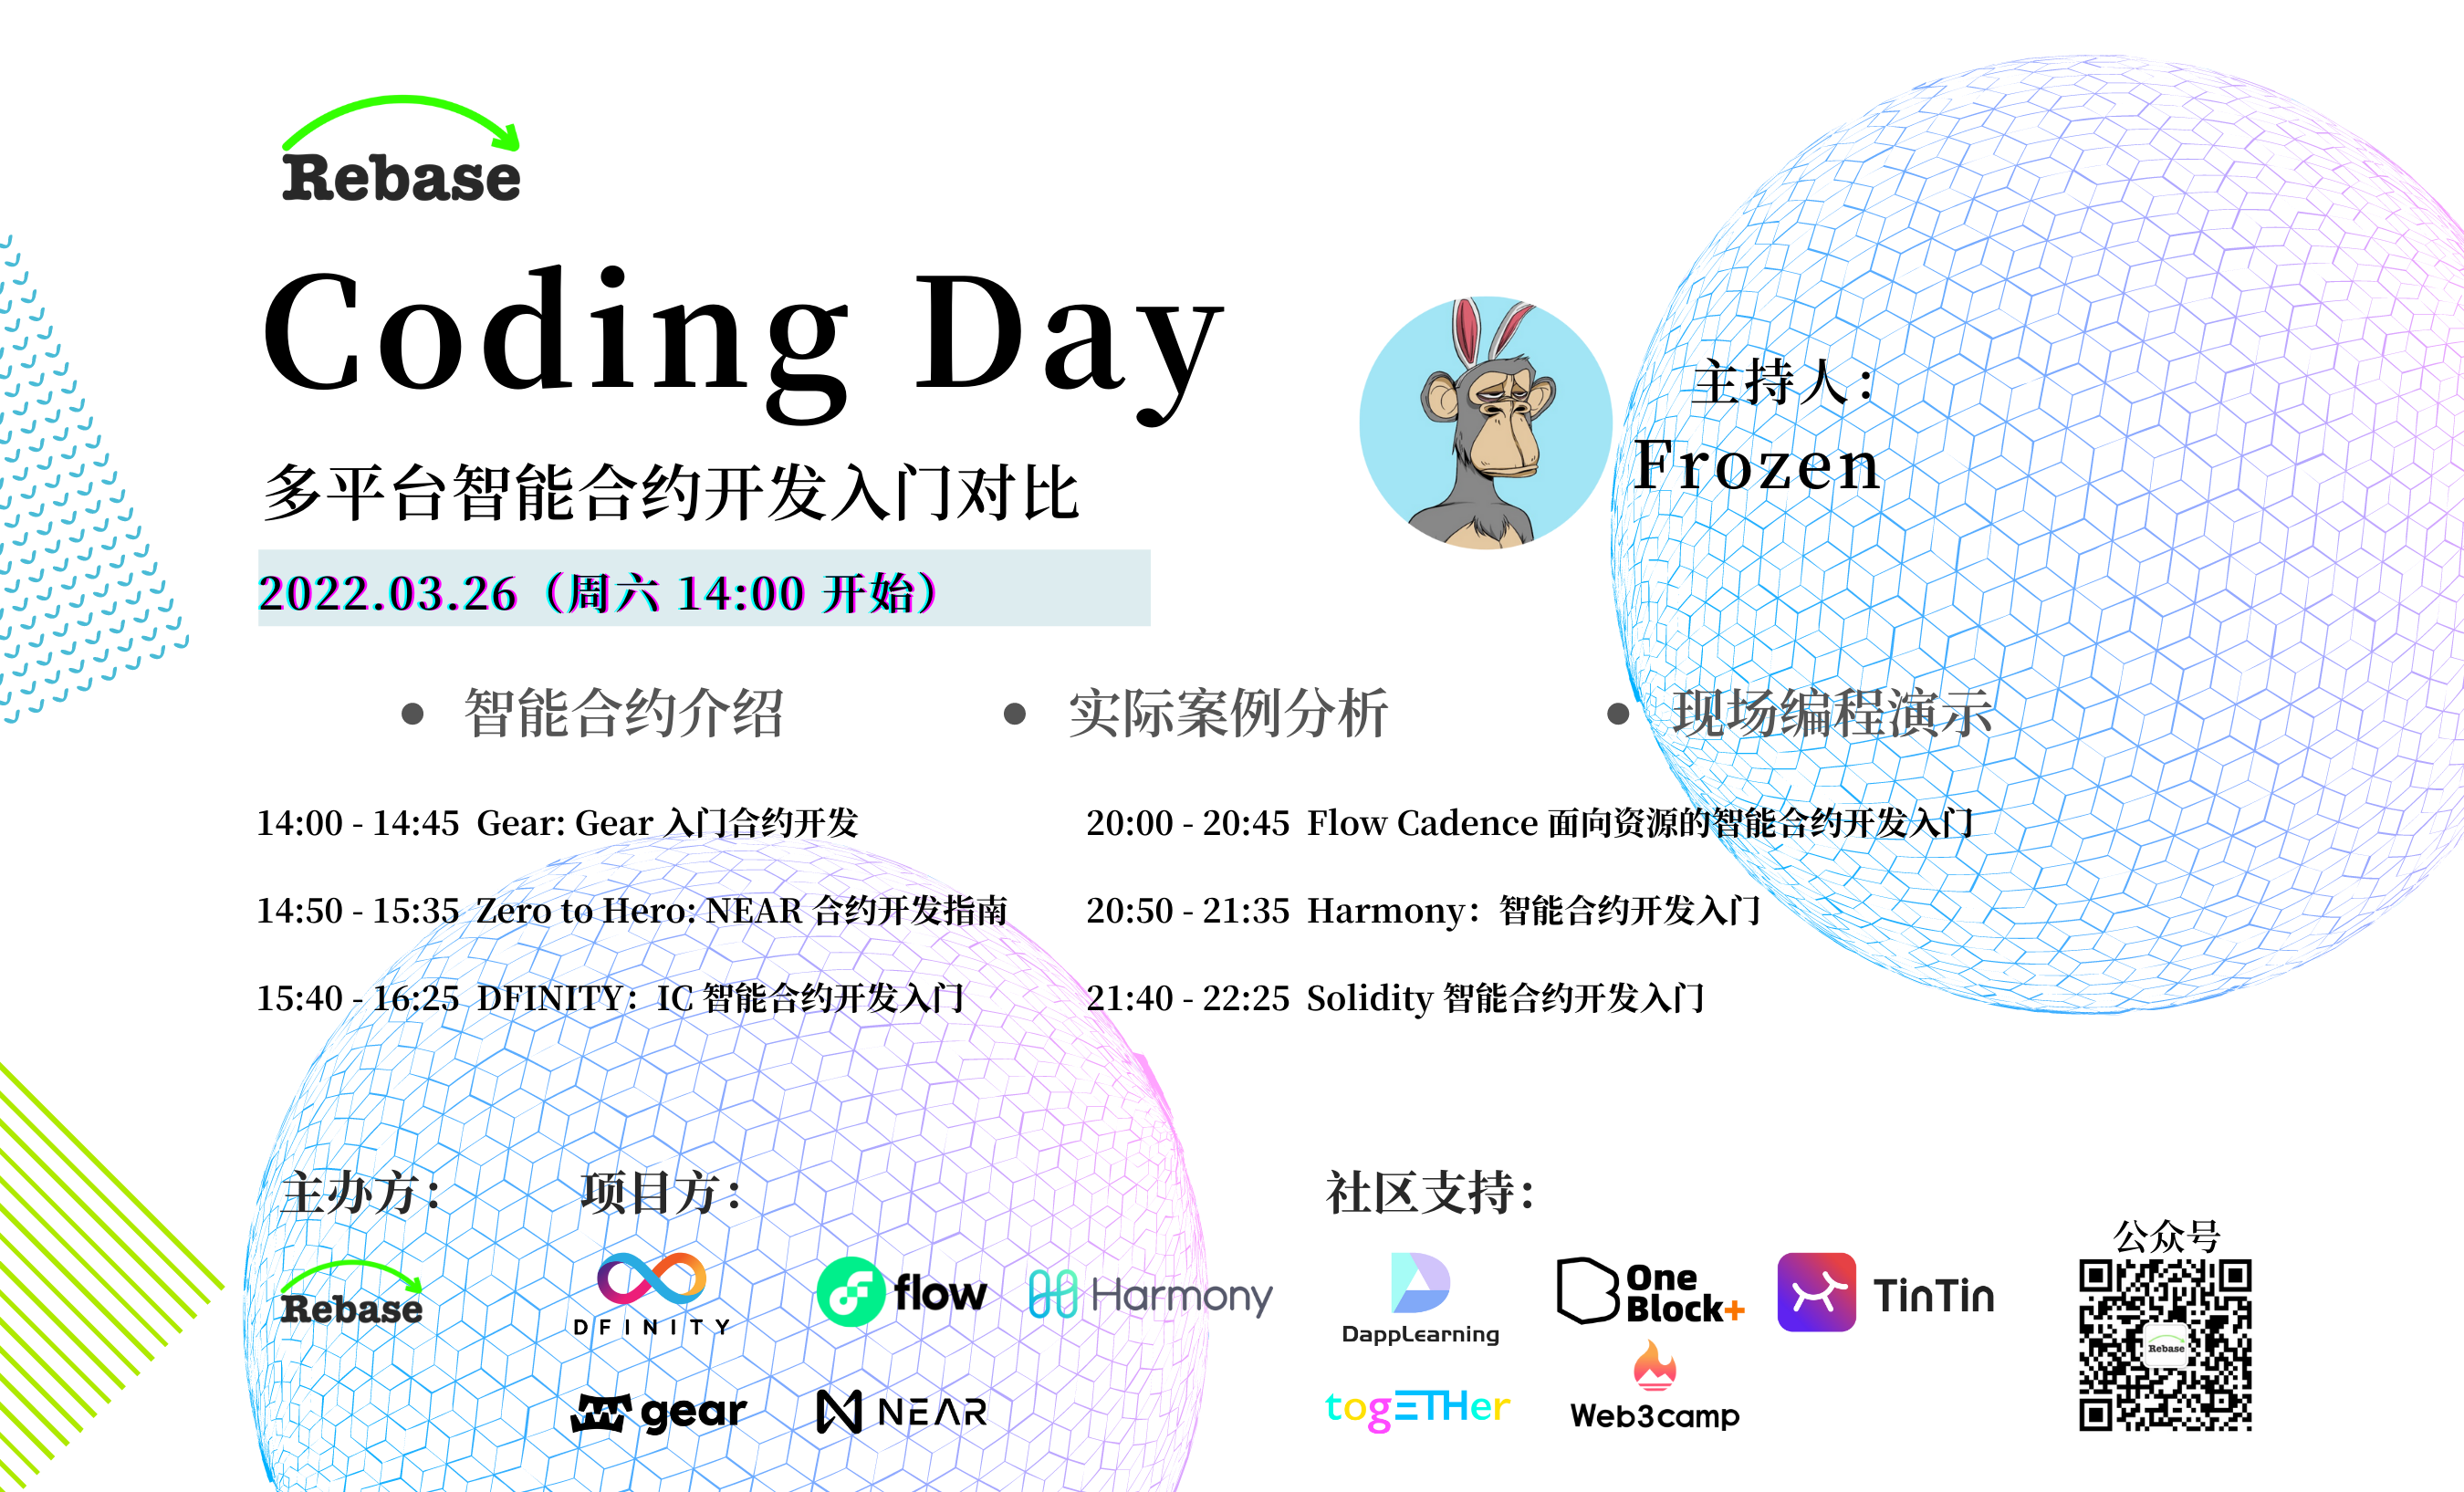 Rebase
Coding Day
多平台智能合约开发入门对比
2022.03.26（周六 14:00 开始）
主持人：
Frozen
• 智能合约介绍
• 实际案例分析
• 现场编程演示
14:00 - 14:45 Gear: Gear 入门合约开发
14:50 - 15:35 Zero to Hero: NEAR 合约开发指南
15:40 - 16:25 DFINITY：IC 智能合约开发入门
20:00 - 20:45 Flow Cadence 面向资源的智能合约开发入门
20:50 - 21:35 Harmony：智能合约开发入门
21:40 - 22:25 Solidity 智能合约开发入门
主办方：
Rebase
项目方：
DFINITY
flow
Harmony
gear
NEAR
社区支持：
DappLearning
One
Block+
TinTin
togETHer
Web3camp
公众号
Rebase